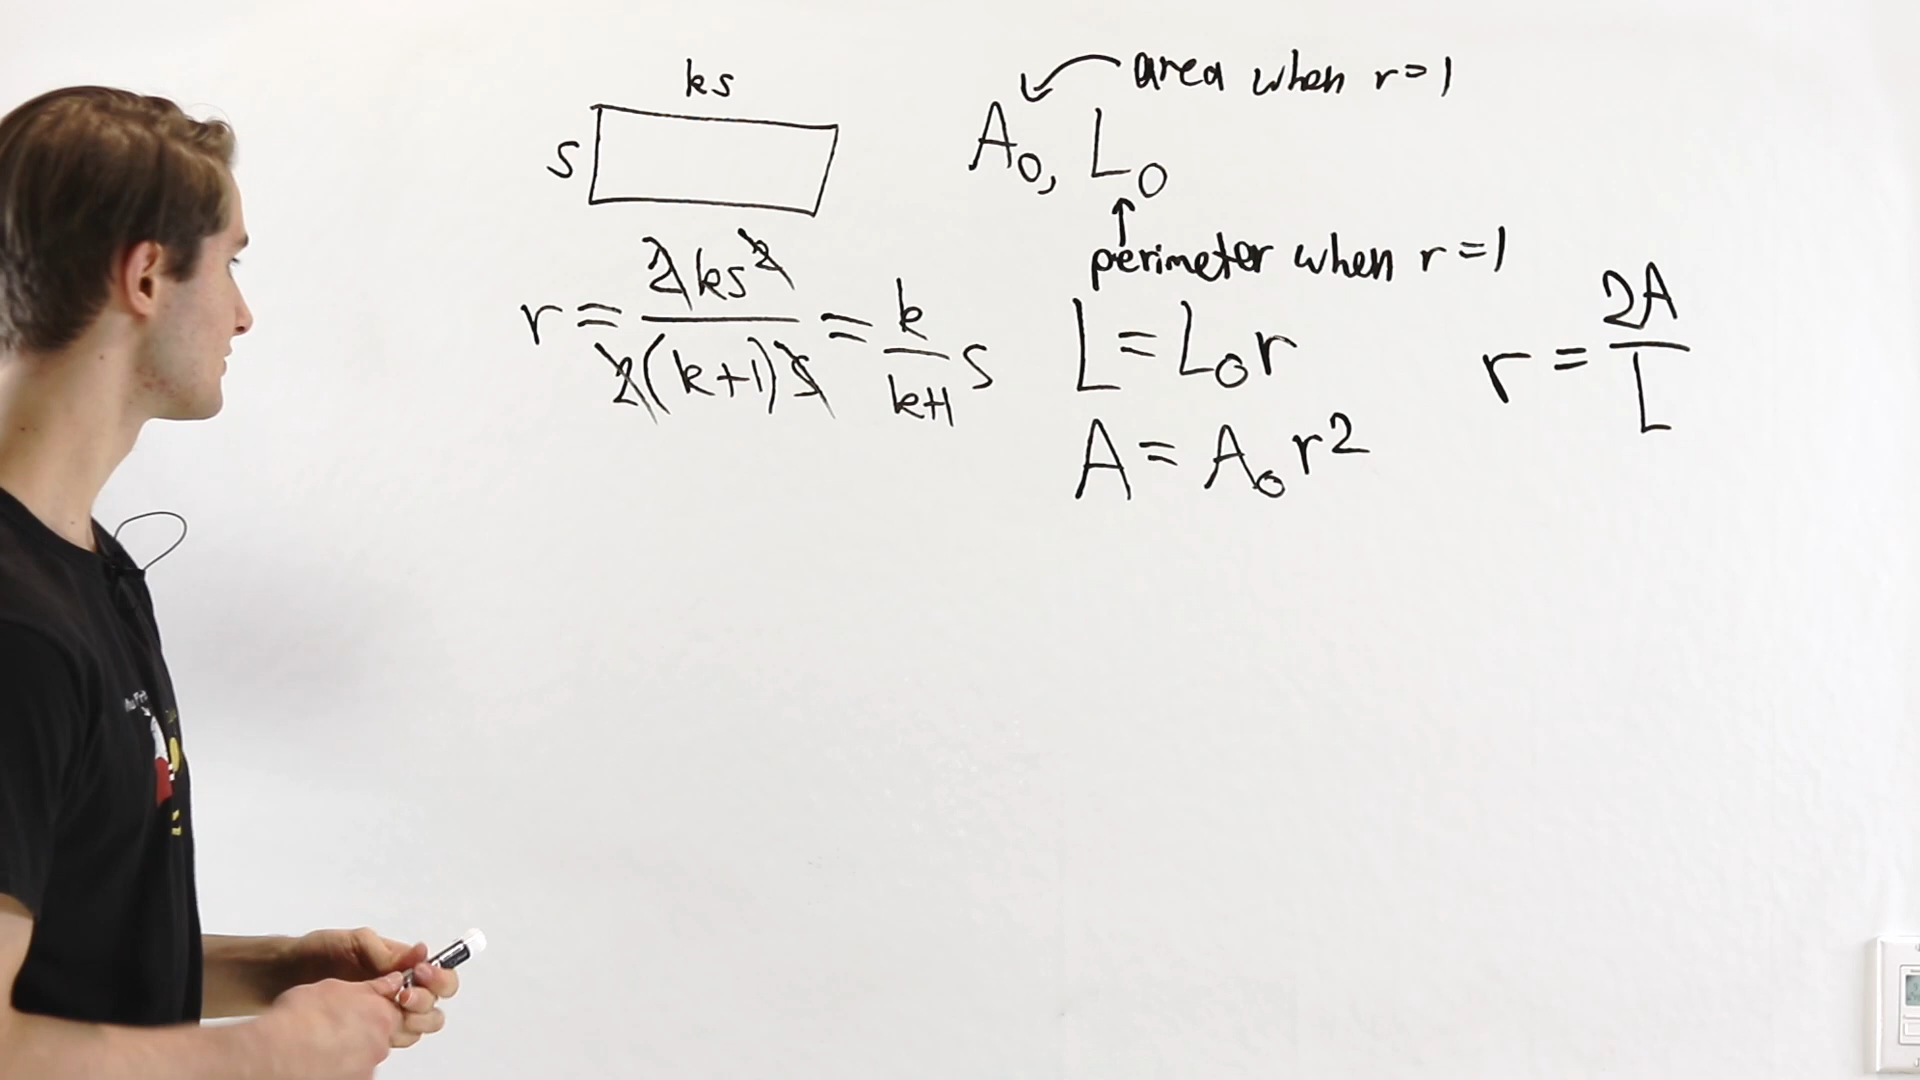 ks
s
r = 2ks²/2(k+1)s = k/k+1 s
area when r=1
A₀, L₀
perimeter when r=1
L = L₀r
A = A₀r²
r = 2A/L